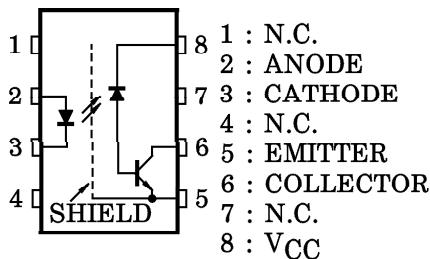 1
2
3
4
8
7
6
5
SHIELD
1 : N.C.
2 : ANODE
3 : CATHODE
4 : N.C.
5 : EMITTER
6 : COLLECTOR
7 : N.C.
8 : VCC